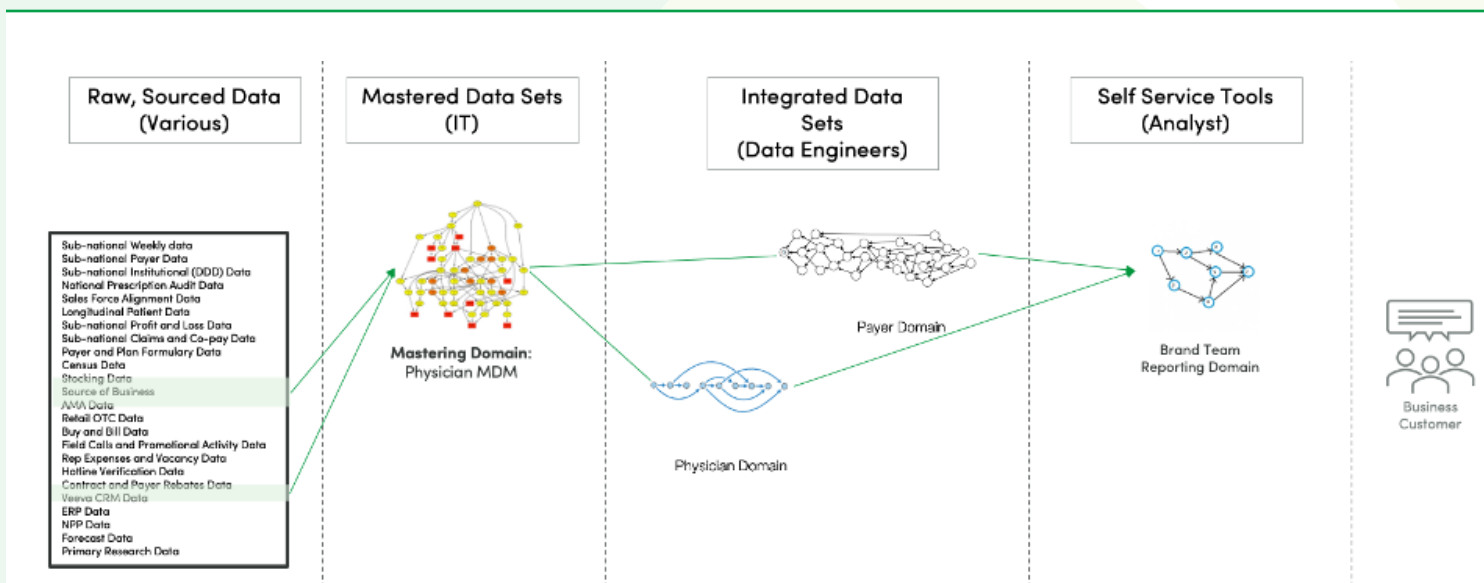 Raw, Sourced Data
(Various)
Mastered Data Sets
(IT)
Integrated Data
Sets
(Data Engineers)
Self Service Tools
(Analyst)
Sub-national Weekly data
Sub-national Payer Data
Sub-national Institutional (DDD) Data
National Prescription Audit Data
Sales Force Alignment Data
Longitudinal Patient Data
Sub-national Profit and Loss Data
Sub-national Claims and Co-pay Data
Payer and Plan Formulary Data
Census Data
Stocking Data
Source of Business
AMA Data
Retail OTC Data
Buy and Bill Data
Field Calls and Promotional Activity Data
Rep Expenses and Vacancy Data
Hotline Verification Data
Contract and Payer Rebates Data
Veeva CRM Data
ERP Data
NPP Data
Forecast Data
Primary Research Data
Mastering Domain:
Physician MDM
Payer Domain
Physician Domain
Brand Team
Reporting Domain
Business
Customer